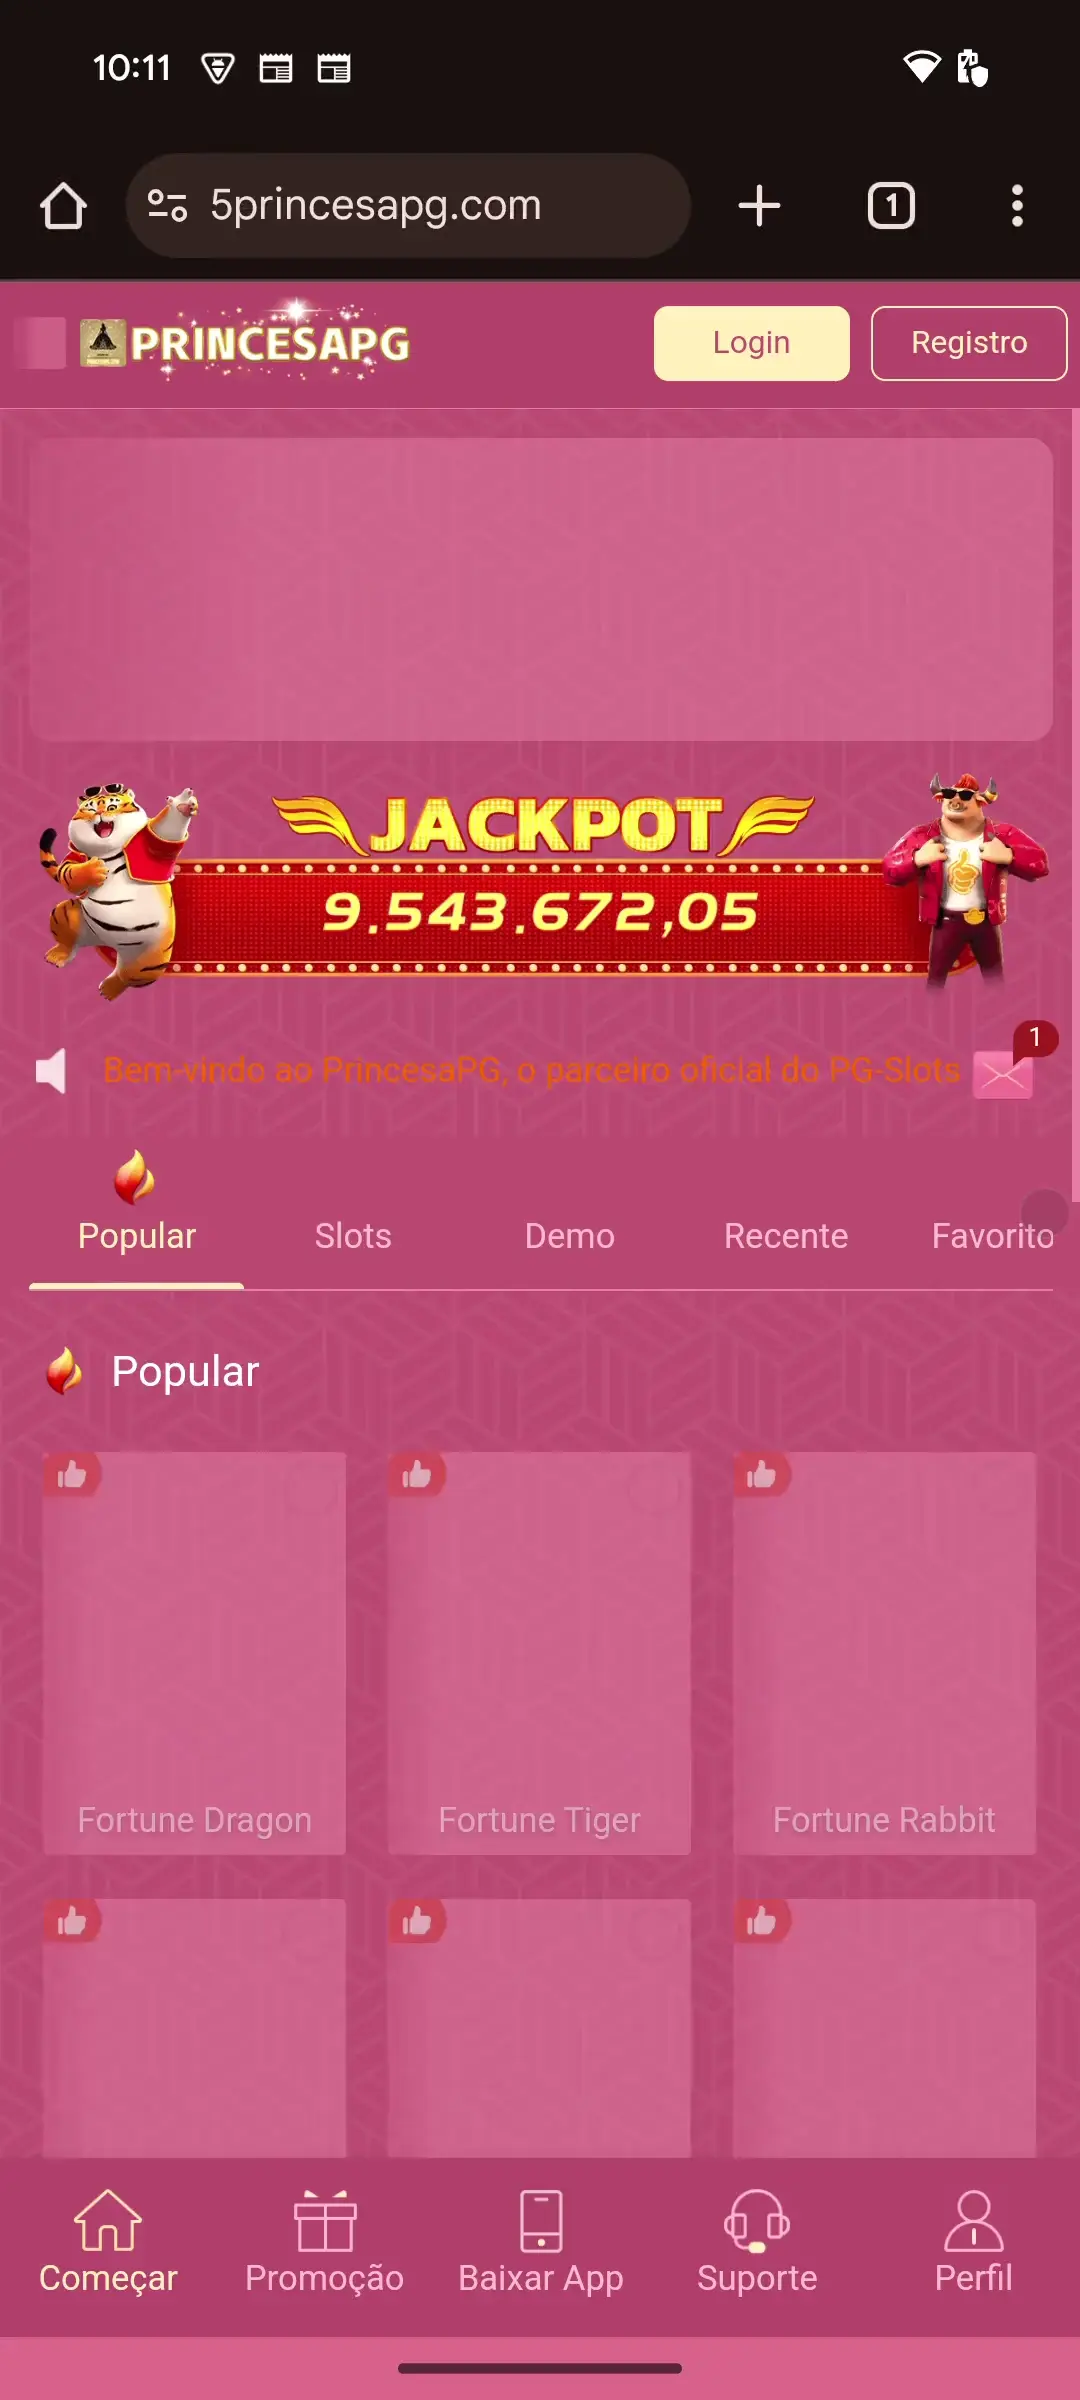 10:11
5princesapg.com
1
PRINCESAPG
Login
Registro
JACKPOT
9.543.672,05
1
Bem-vindo ao PrincesaPG, o parceiro oficial do PG-Slots
Popular
Slots
Demo
Recente
Favorito
Popular
Fortune Dragon
Fortune Tiger
Fortune Rabbit
Começar
Promoção
Baixar App
Suporte
Perfil